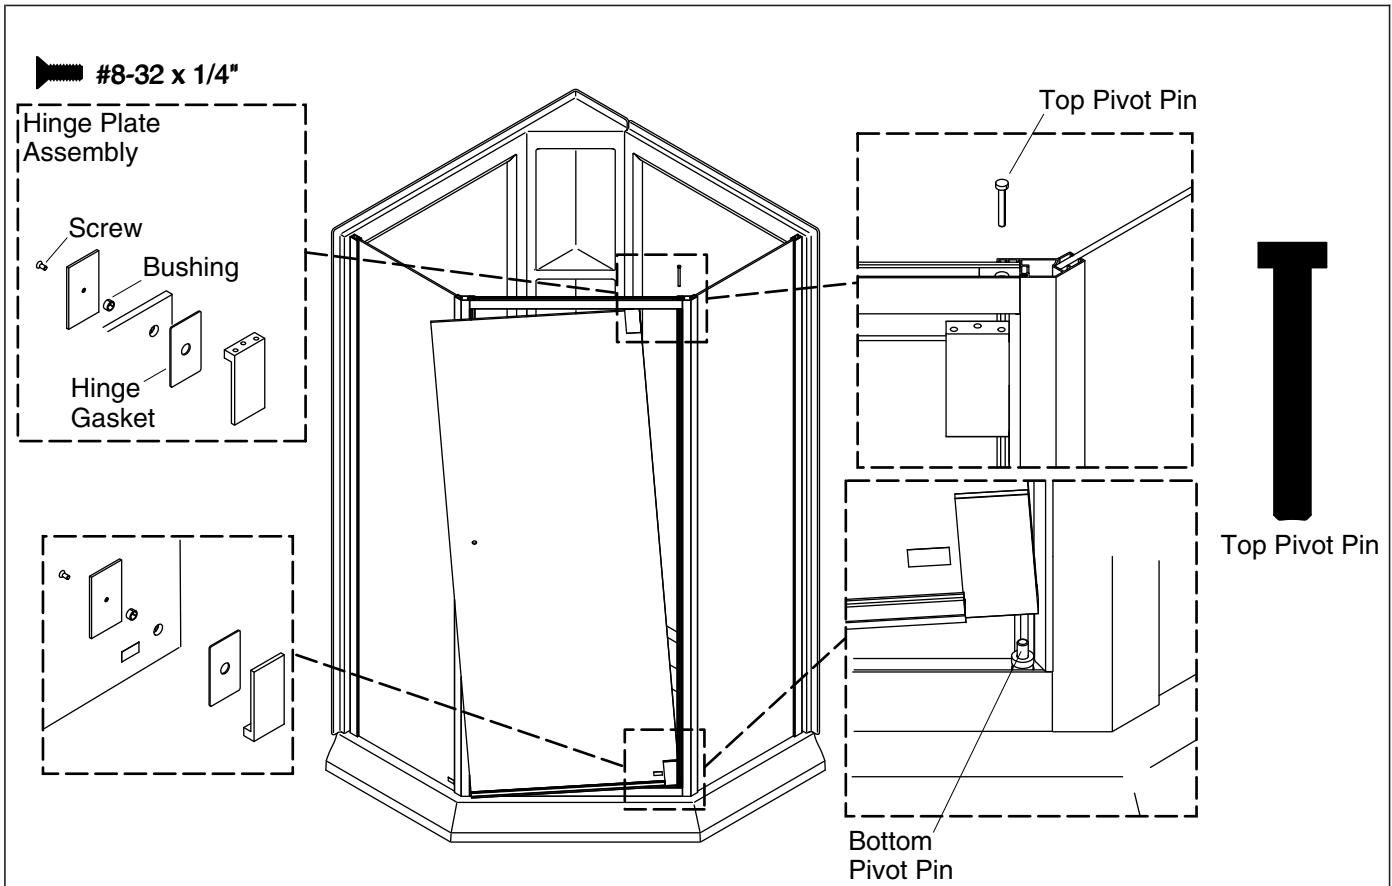 #8-32 x 1/4"
Hinge Plate
Assembly
Screw
Bushing
Hinge
Gasket
Top Pivot Pin
Top Pivot Pin
Bottom
Pivot Pin